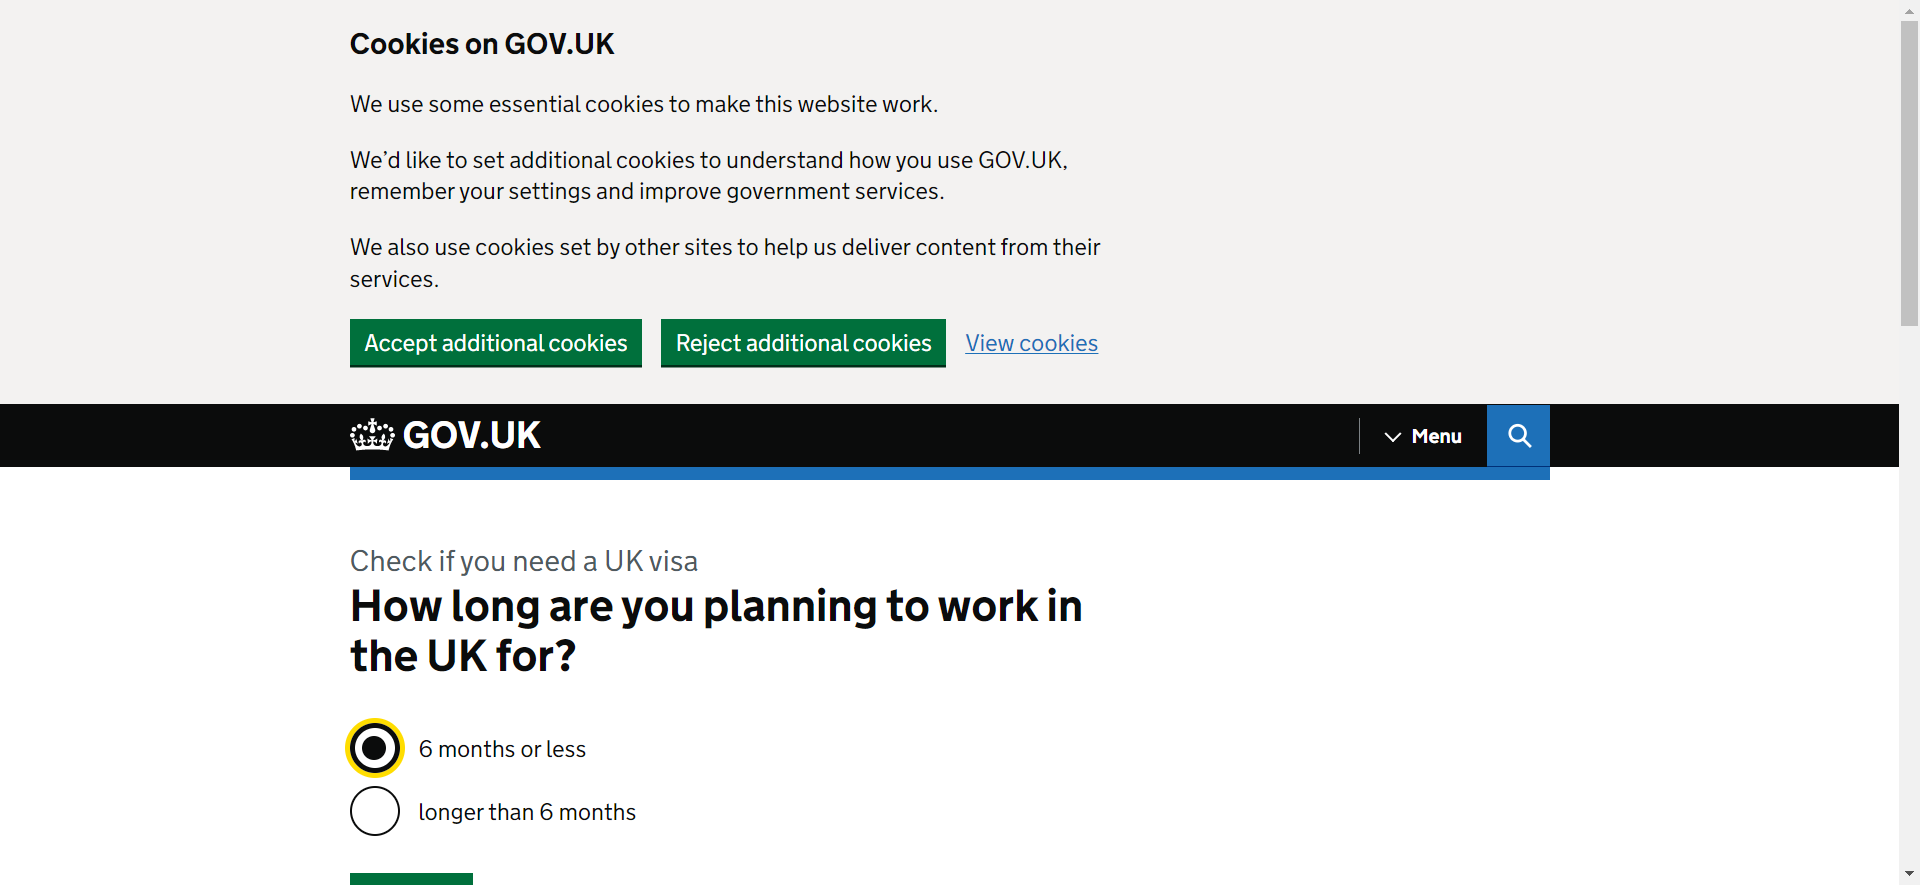 Cookies on GOV.UK
We use some essential cookies to make this website work.
We’d like to set additional cookies to understand how you use GOV.UK,
remember your settings and improve government services.
We also use cookies set by other sites to help us deliver content from their
services.
Accept additional cookies Reject additional cookies View cookies
GOV.UK Menu
Check if you need a UK visa
How long are you planning to work in
the UK for?
6 months or less
longer than 6 months